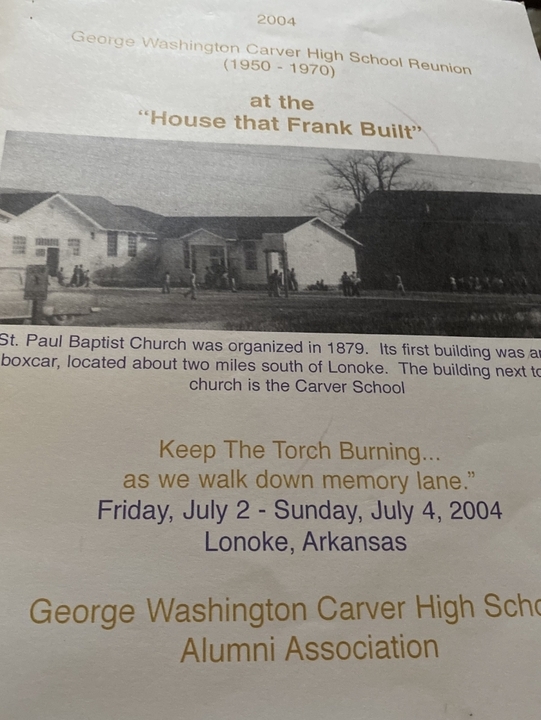 2004
George Washington Carver High School Reunion
(1950 - 1970)
at the
“House that Frank Built”
St. Paul Baptist Church was organized in 1879. Its first building was
boxcar, located about two miles south of Lonoke. The building next
church is the Carver School
Keep The Torch Burning...
as we walk down memory lane.”
Friday, July 2 - Sunday, July 4, 2004
Lonoke, Arkansas
George Washington Carver High
Alumni Association